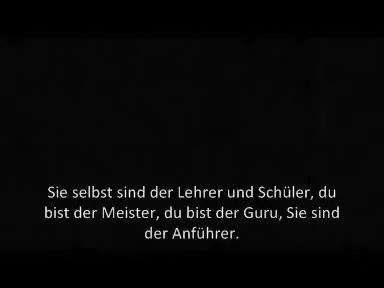 Sie selbst sind der Lehrer und Schüler, du
bist der Meister, du bist der Guru, Sie sind
der Anführer.